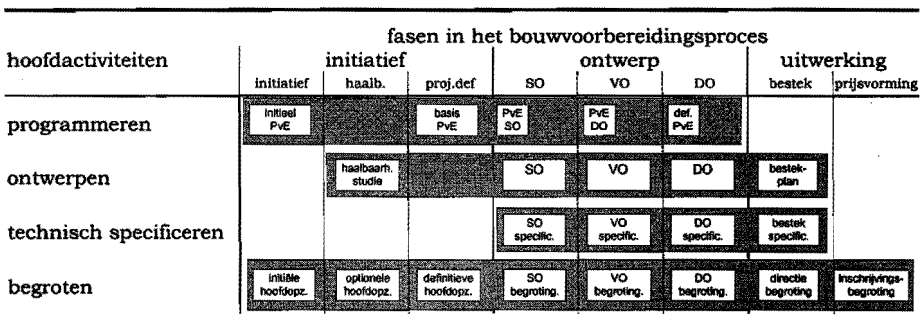 fasen in het bouwvoorbereidingsproces
hoofdactiviteiten initiatief ontwerp uitwerking
initiatief haalb. proj.def SO VO DO bestek prijsvorming
programmeren
initieel PvE
basis PvE
PvE SO
PvE DO
def. PvE
ontwerpen
haalbaarh. studie
SO
VO
DO
bestek-plan
technisch specificeren
SO specific.
VO specific.
DO specific.
bestek specific.
begroten
initiële hoofdopz.
optionele hoofdopz.
definitieve hoofdopz.
SO begroting.
VO begroting.
DO begroting.
directie begroting
inschrijvings-begroting